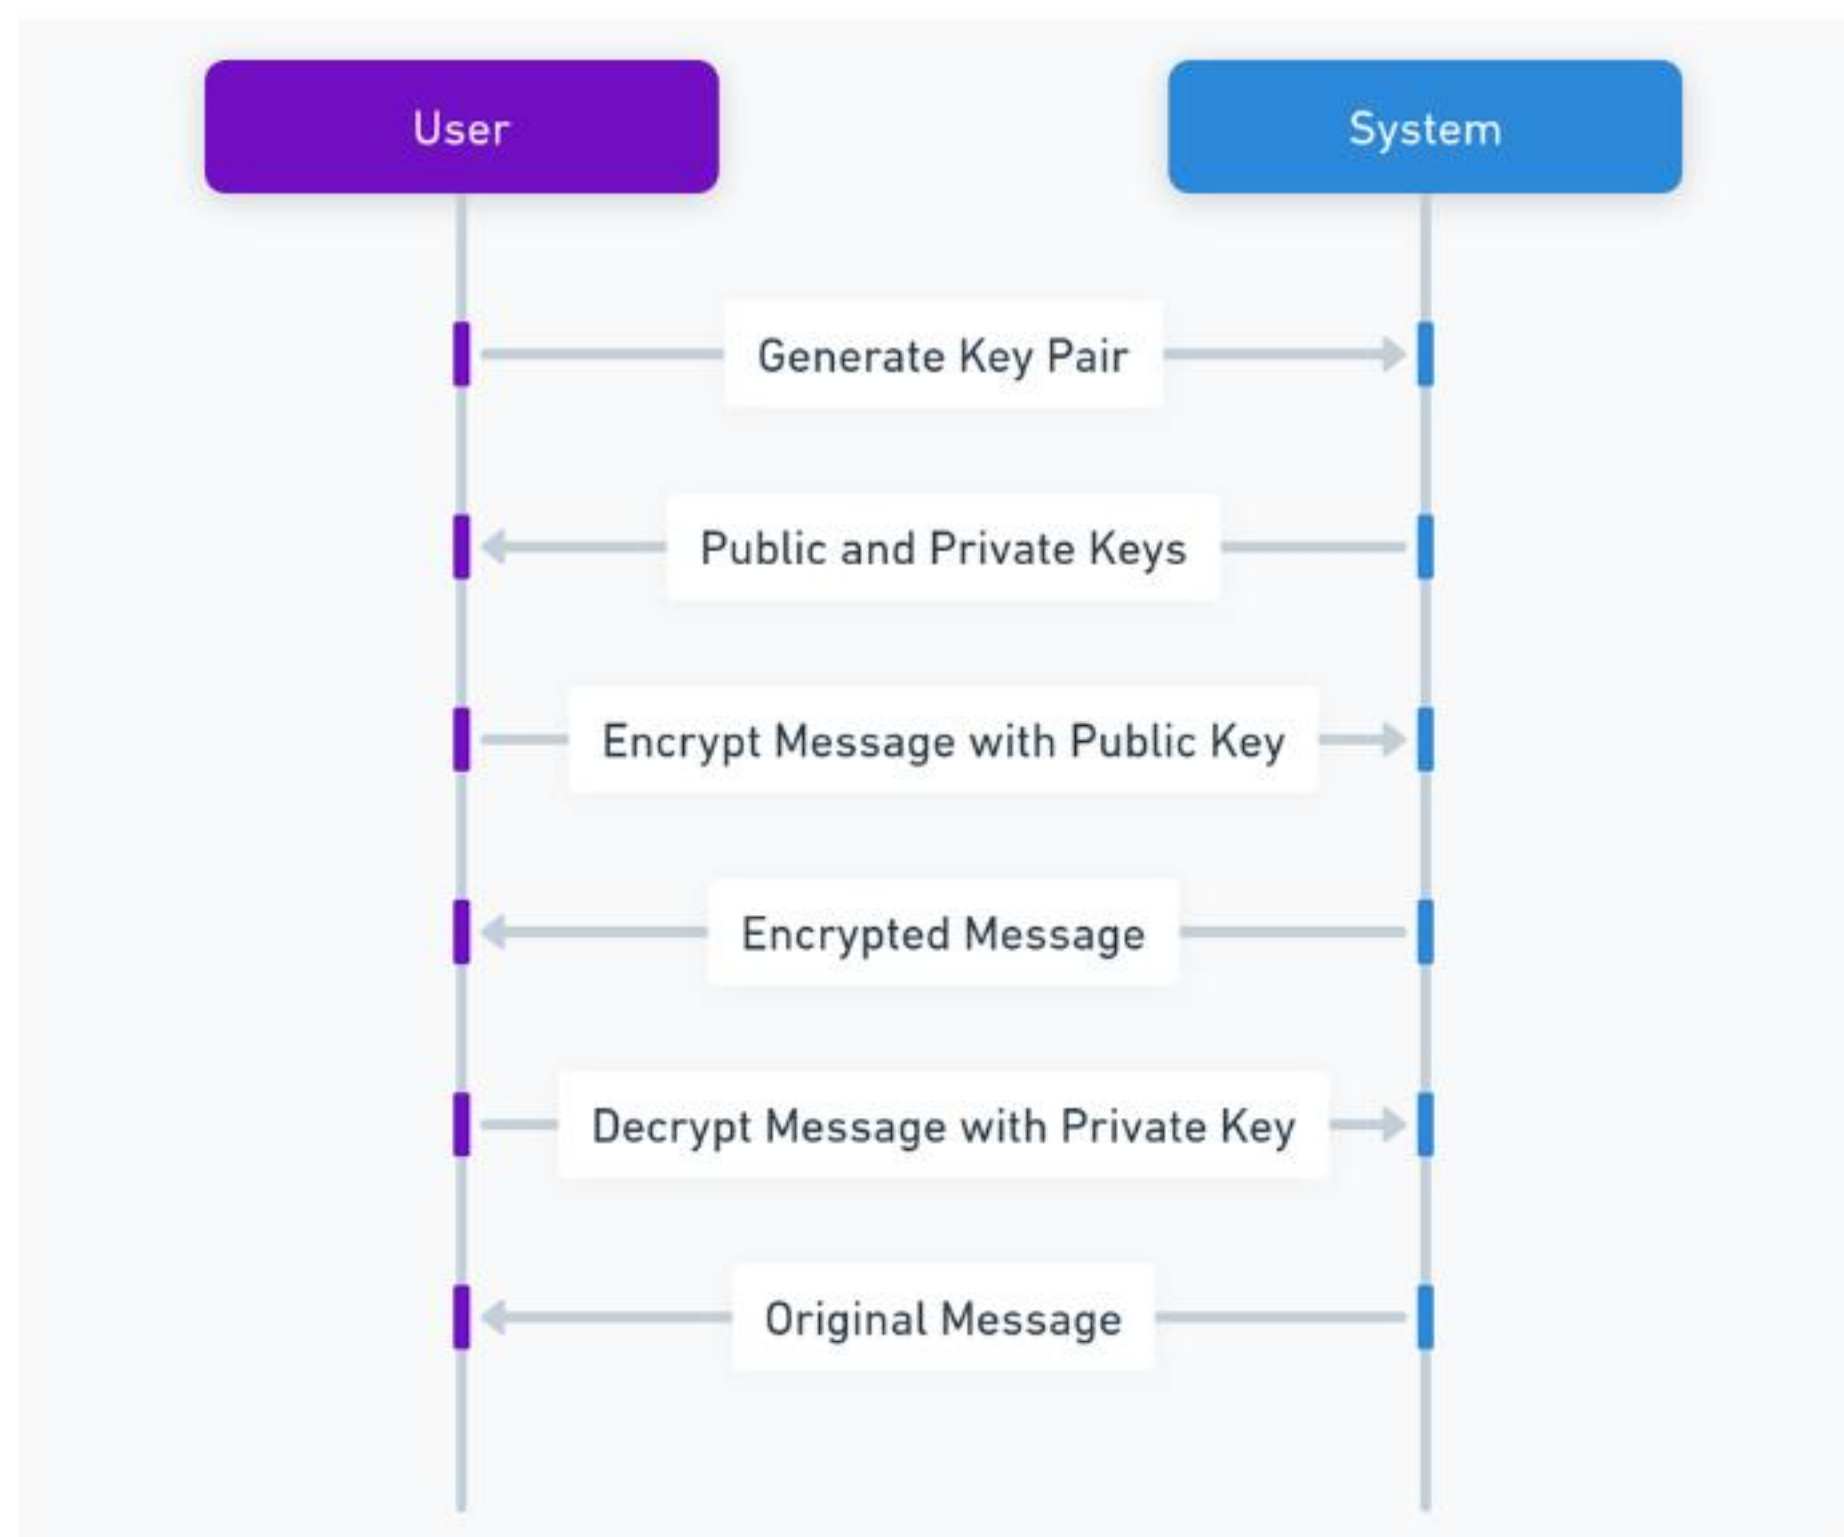 User
System
Generate Key Pair
Public and Private Keys
Encrypt Message with Public Key
Encrypted Message
Decrypt Message with Private Key
Original Message